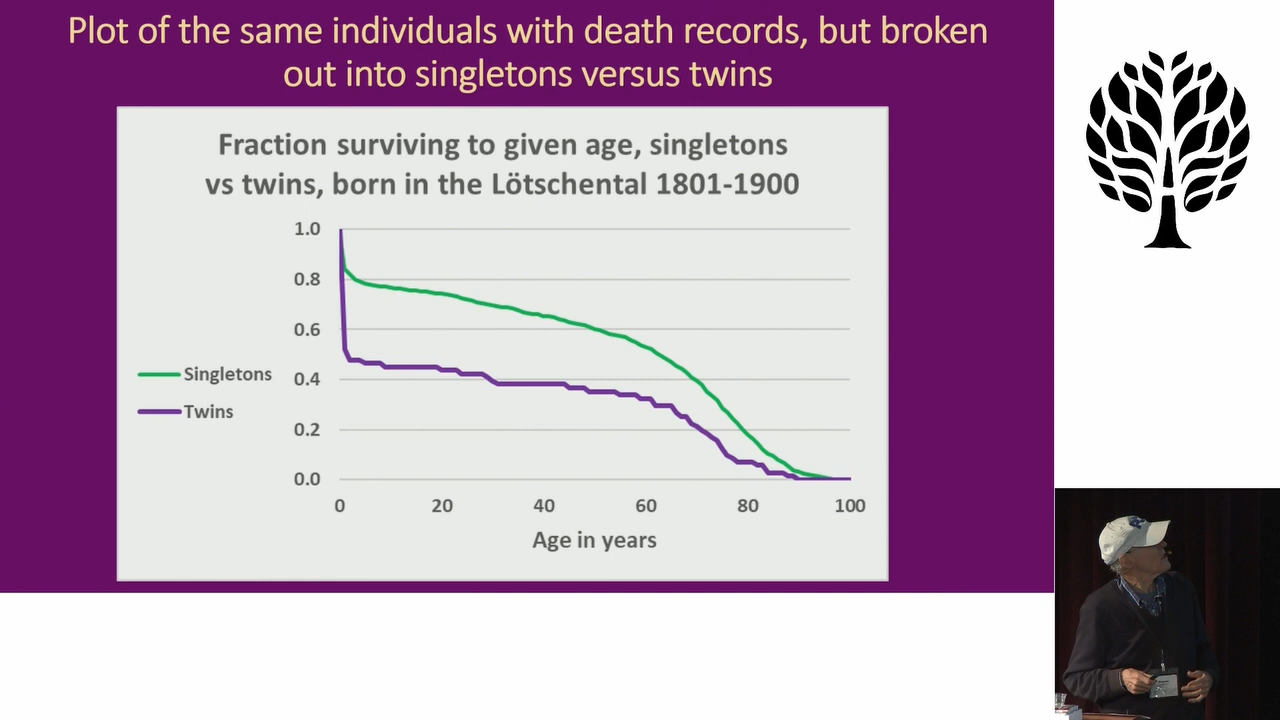 Plot of the same individuals with death records, but broken
out into singletons versus twins
Fraction surviving to given age, singletons
vs twins, born in the Lötschental 1801-1900
1.0
0.8
0.6
0.4
0.2
0.0
Singletons
Twins
0 20 40 60 80 100
Age in years